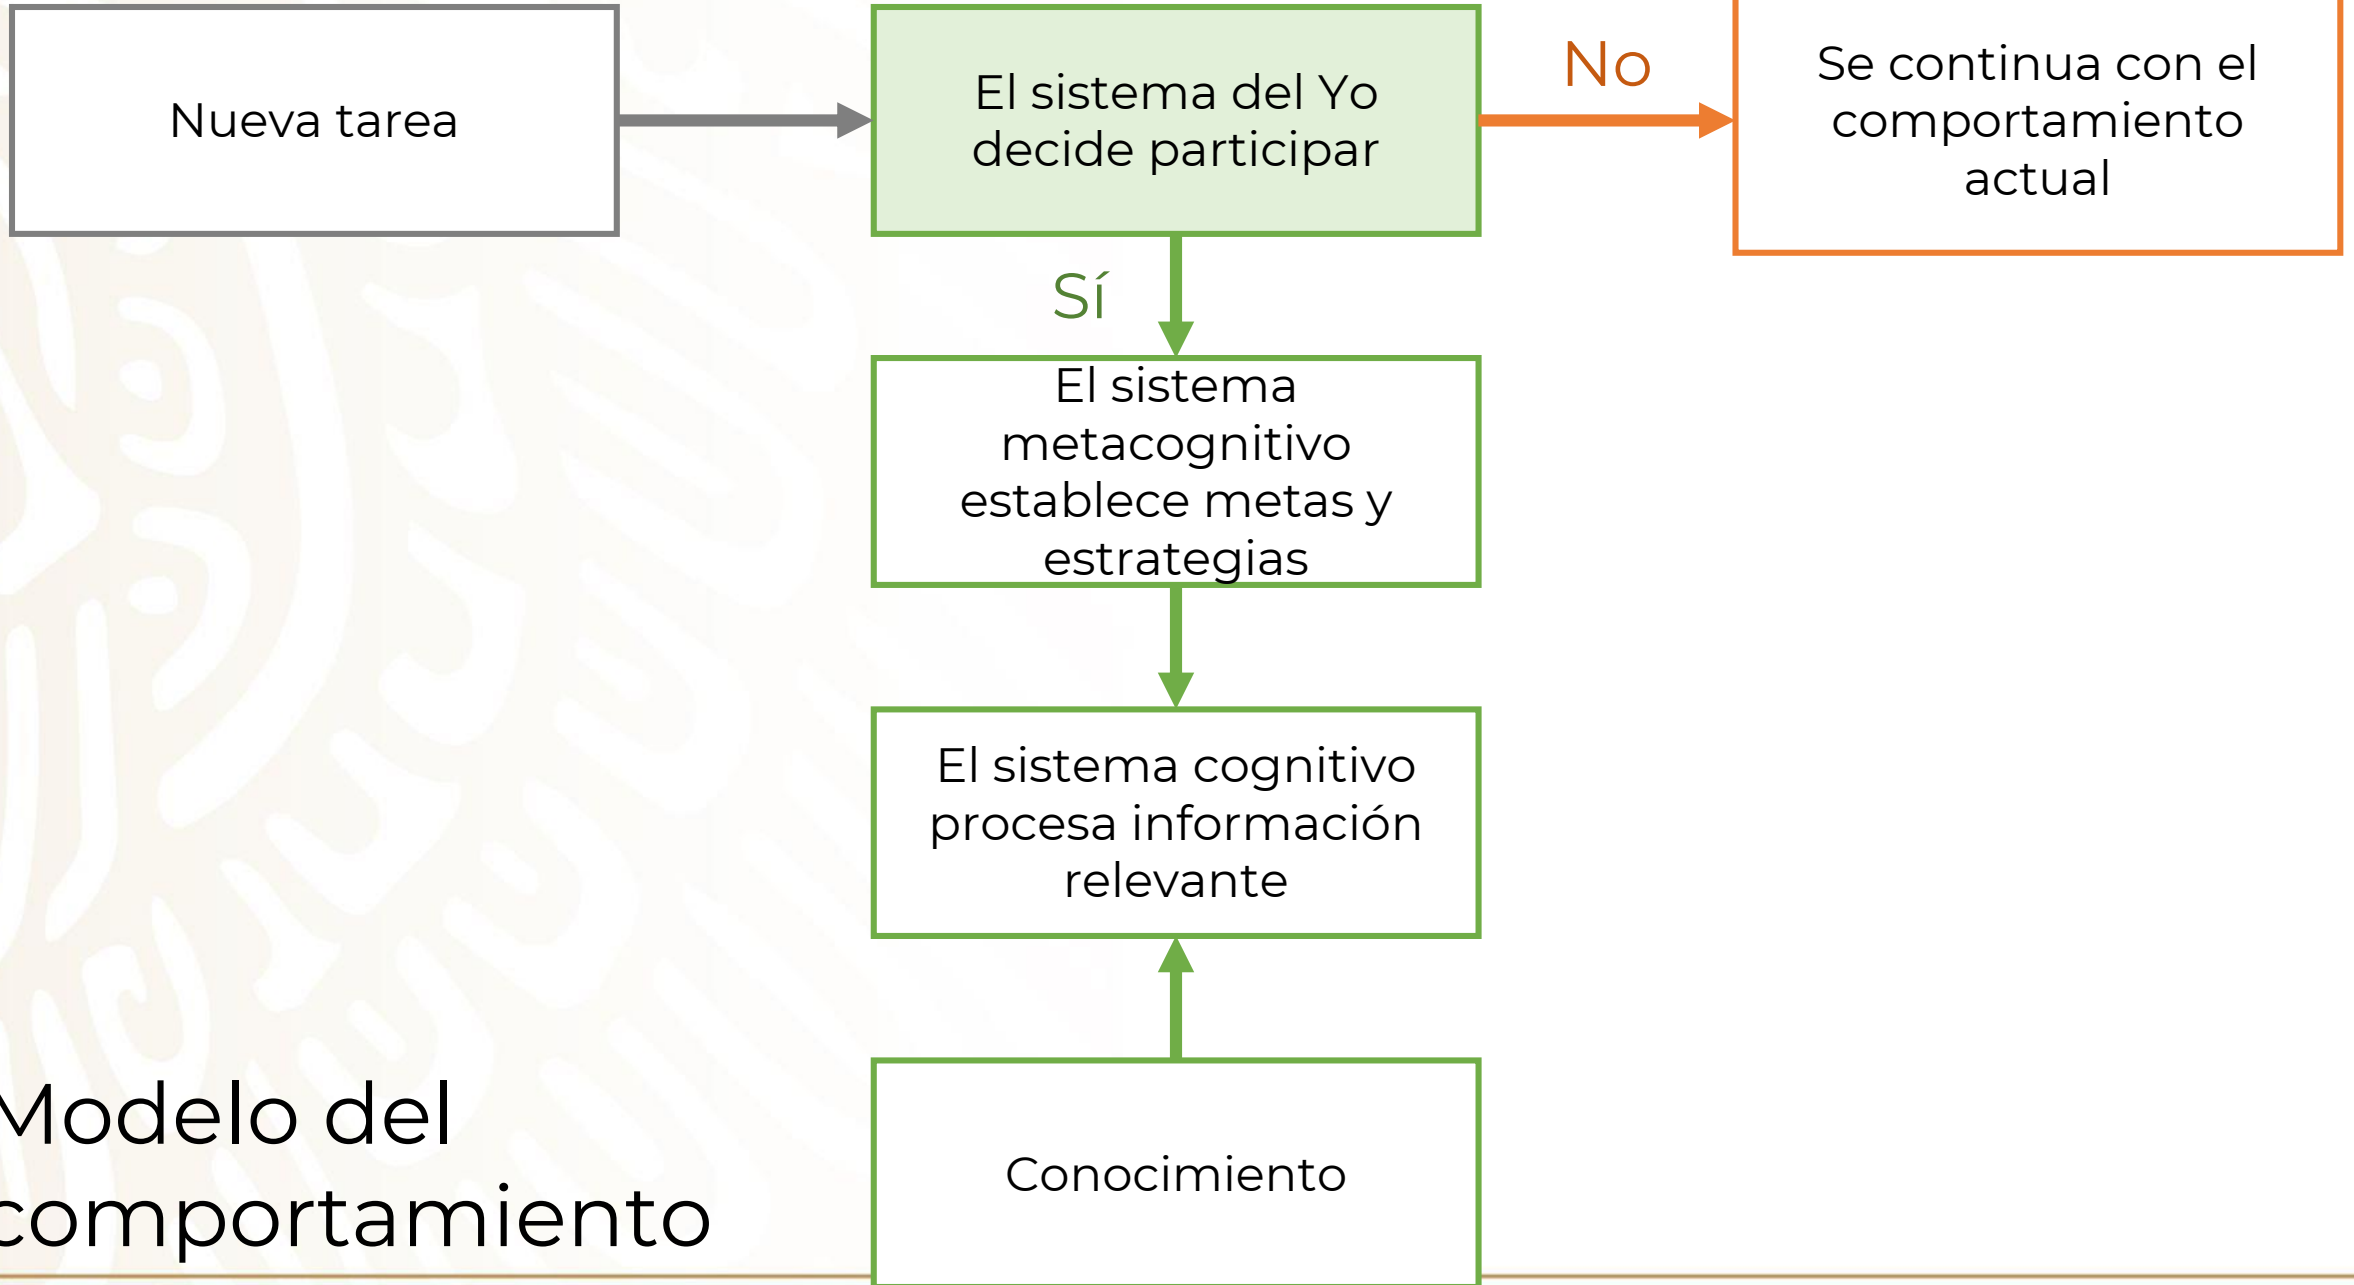 Nueva tarea
El sistema del Yo
decide participar
No
Se continua con el
comportamiento
actual
Sí
El sistema
metacognitivo
establece metas y
estrategias
El sistema cognitivo
procesa información
relevante
Conocimiento
Modelo del
comportamiento